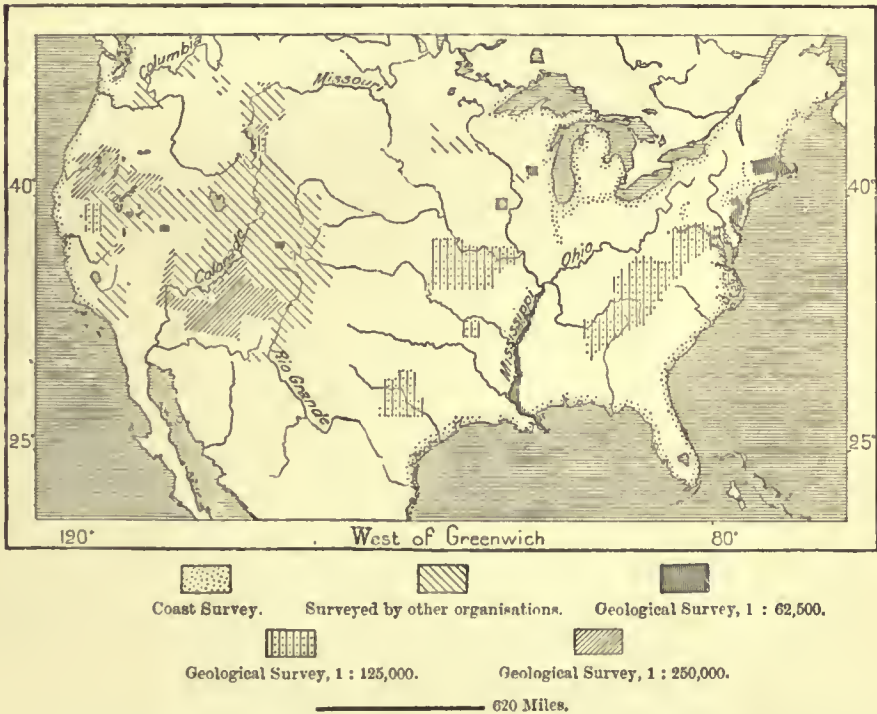 Columbia
Missouri
40°
40°
Colorado
Ohio
Mississippi
Rio Grande
25°
25°
120°
West of Greenwich
80°
Coast Survey.
Surveyed by other organisations.
Geological Survey, 1 : 62,500.
Geological Survey, 1 : 125,000.
Geological Survey, 1 : 250,000.
620 Miles.